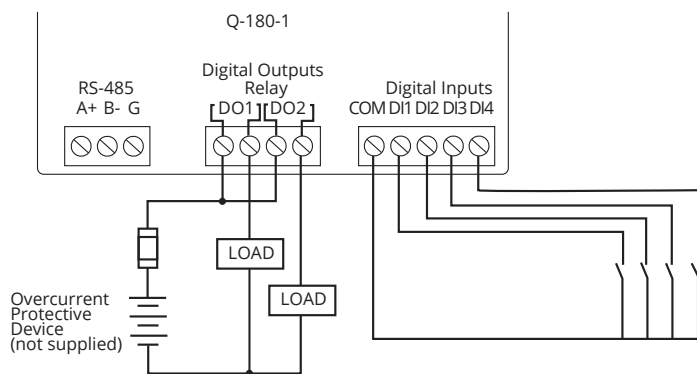 Q-180-1
Digital Outputs
Relay
DO1 DO2
RS-485
A+ B- G
Digital Inputs
COM DI1 DI2 DI3 DI4
LOAD
LOAD
Overcurrent
Protective
Device
(not supplied)